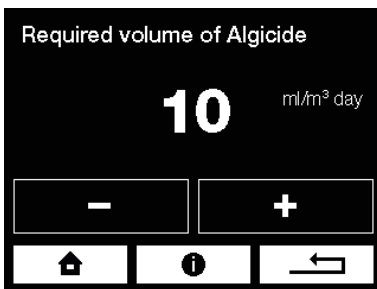 Required volume of Algicide
10 ml/m³ day
− +
i